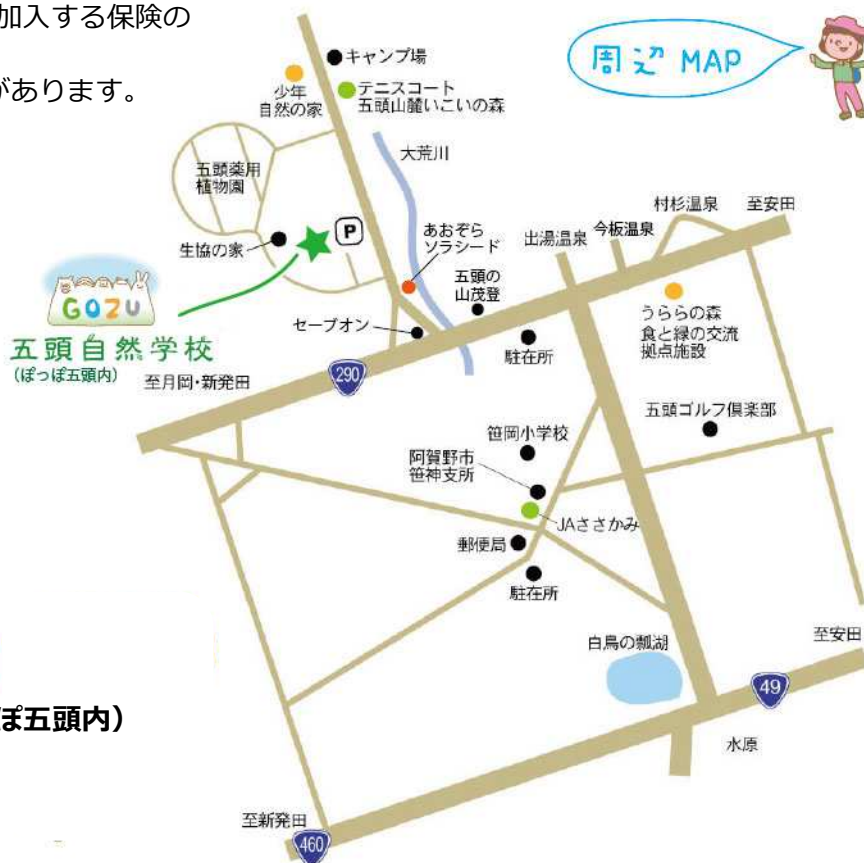 加入する保険の
があります。
周辺 MAP
キャンプ場
少年
自然の家
テニスコート
五頭山麓いこいの森
大荒川
五頭薬用
植物園
P
生協の家
あおぞら
ソラシード
出湯温泉
今板温泉
村杉温泉
至安田
五頭の
山茂登
GOZU
五頭自然学校
(ぽっぽ五頭内)
セーブオン
うららの森
食と緑の交流
拠点施設
駐在所
至月岡・新発田
290
五頭ゴルフ倶楽部
笹岡小学校
阿賀野市
笹神支所
JAささかみ
郵便局
駐在所
白鳥の瓢湖
至安田
49
ぽ五頭内）
水原
至新発田
460